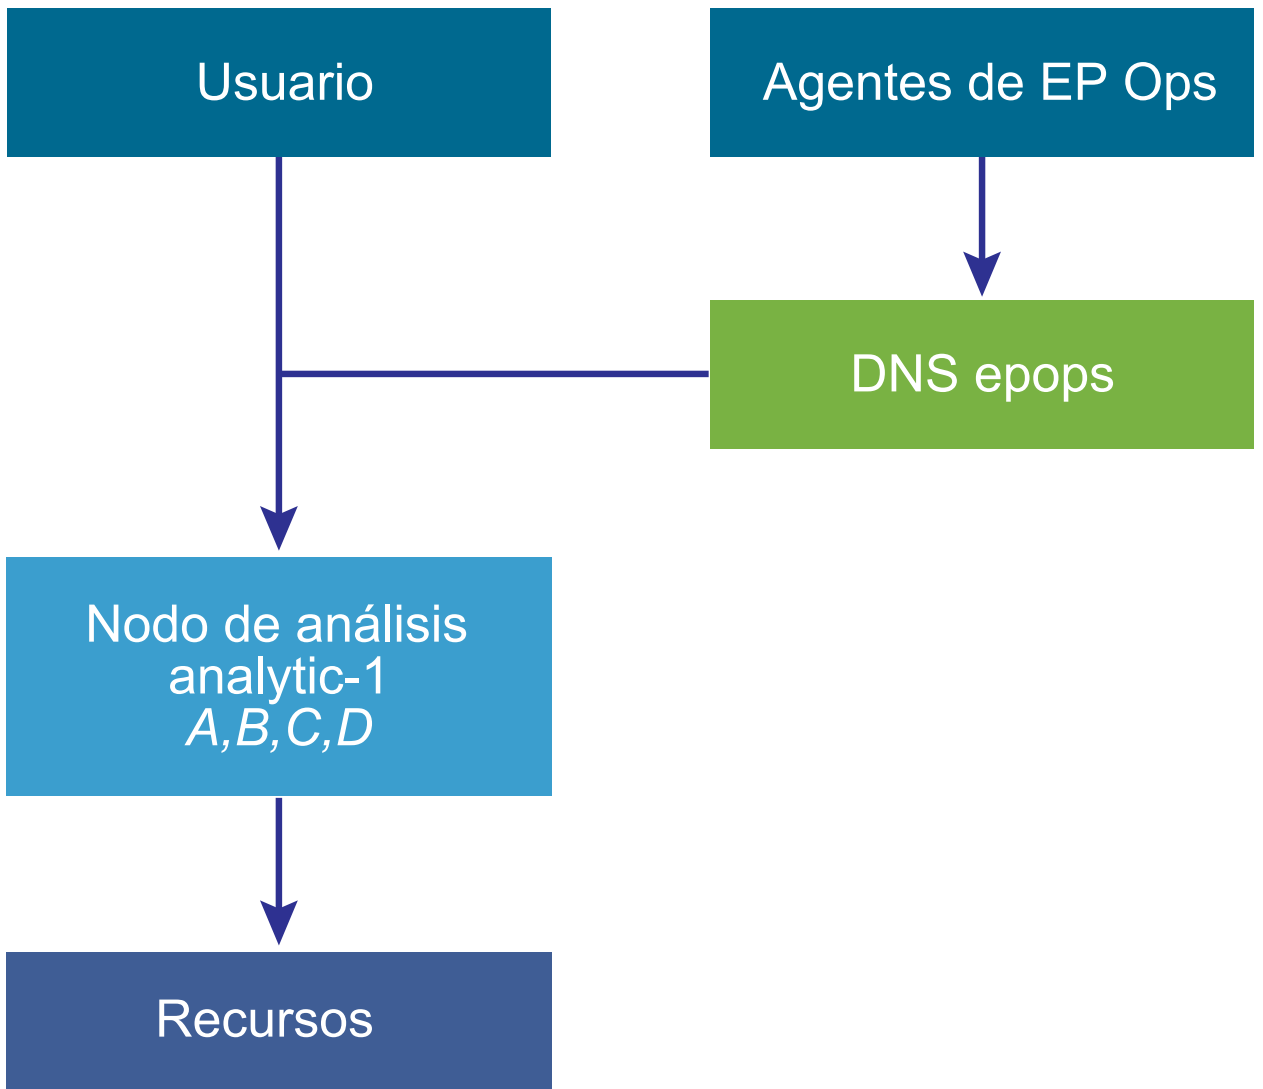 Usuario
Agentes de EP Ops
DNS epops
Nodo de análisis
analytic-1
A,B,C,D
Recursos